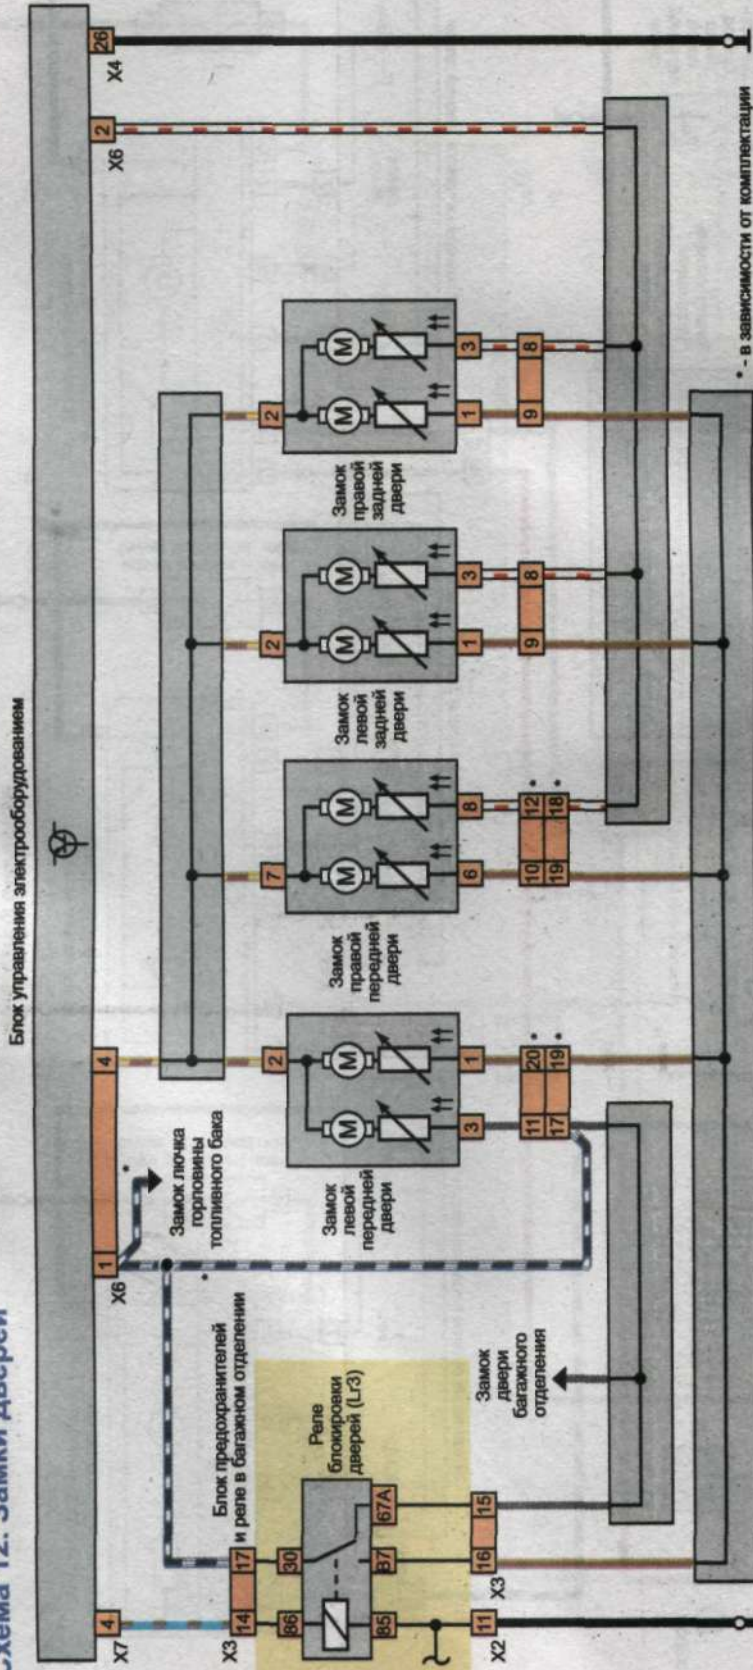 Схема 12. Замки дверей
Блок управления электрооборудованием
4
X7
1
X6
4
2
X6
26
X4
Замок лючка
горловины
топливного бака
*
*
Блок предохранителей
и реле в багажном отделении
X3
14
17
86
30
Реле
блокировки
дверей (Lr3)
85
87
67A
11
X2
16
15
X3
Замок
двери
багажного
отделения
Замок
левой
передней
двери
2
M
M
3
1
11
20
*
17
19
*
Замок
правой
передней
двери
7
M
M
6
8
10
12
*
19
18
*
Замок
левой
задней
двери
2
M
M
1
3
9
8
Замок
правой
задней
двери
2
M
M
1
3
9
8
* - в зависимости от комплектации